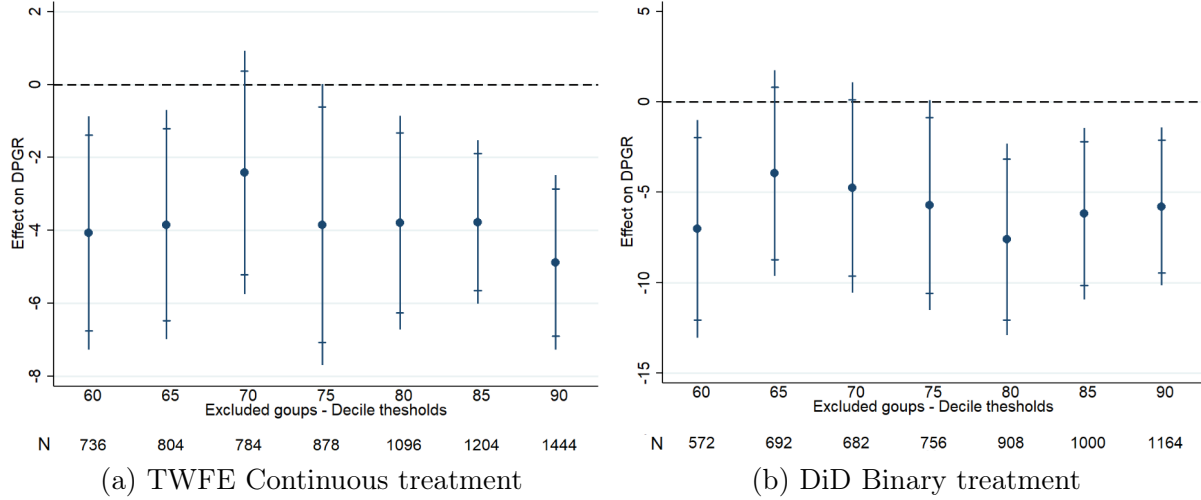 2
0
-2
-4
-6
-8
Effect on DPGR
60 65 70 75 80 85 90
Excluded goups - Decile thesholds
N 736 804 784 878 1096 1204 1444
(a) TWFE Continuous treatment
5
0
-5
-10
-15
Effect on DPGR
60 65 70 75 80 85 90
Excluded goups - Decile thesholds
N 572 692 682 756 908 1000 1164
(b) DiD Binary treatment